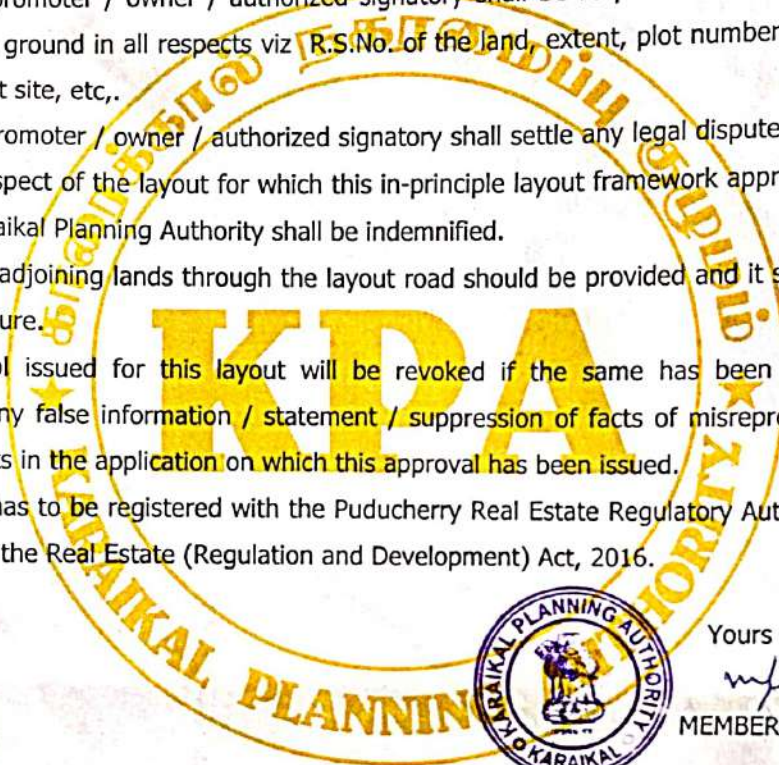 promoter / owner / authorized signatory shall be
ground in all respects viz R.S.No. of the land, extent, plot number
t site, etc,.
romoter / owner / authorized signatory shall settle any legal dispute
spect of the layout for which this in-principle layout framework appr
aikal Planning Authority shall be indemnified.
adjoining lands through the layout road should be provided and it s
ure.
l issued for this layout will be revoked if the same has been
ny false information / statement / suppression of facts of misrepr
ts in the application on which this approval has been issued.
has to be registered with the Puducherry Real Estate Regulatory Aut
the Real Estate (Regulation and Development) Act, 2016.
Yours
MEMBER
காரைக்கால் நகரமைப்பு குழுமம்
KPA
KARAIKAL PLANNING AUTHORITY
KARAIKAL PLANNING AUTHORITY
KARAIKAL